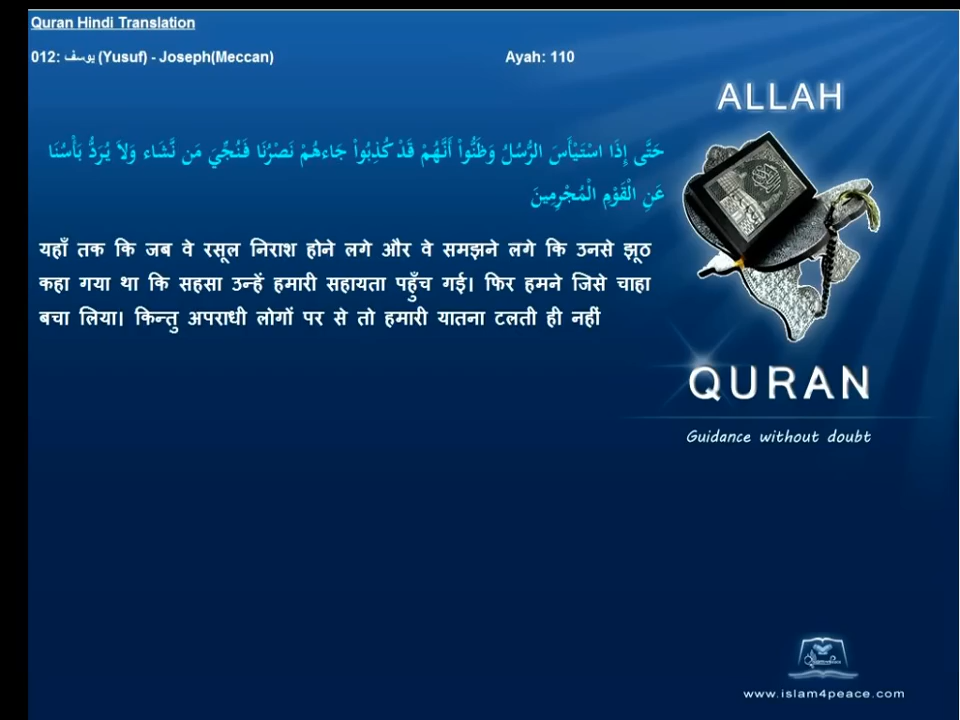 Quran Hindi Translation
012: يوسف (Yusuf) - Joseph(Meccan) Ayah: 110
ALLAH
حَتَّى إِذَا اسْتَيْأَسَ الرُّسُلُ وَظَنُّواْ أَنَّهُمْ قَدْ كُذِبُواْ جَاءهُمْ نَصْرُنَا فَنُجِّيَ مَن نَّشَاء وَلاَ يُرَدُّ بَأْسُنَا
عَنِ الْقَوْمِ الْمُجْرِمِينَ
यहाँ तक कि जब वे रसूल निराश होने लगे और वे समझने लगे कि उनसे झूठ
कहा गया था कि सहसा उन्हें हमारी सहायता पहुँच गई। फिर हमने जिसे चाहा
बचा लिया। किन्तु अपराधी लोगों पर से तो हमारी यातना टलती ही नहीं
QURAN
Guidance without doubt
www.islam4peace.com